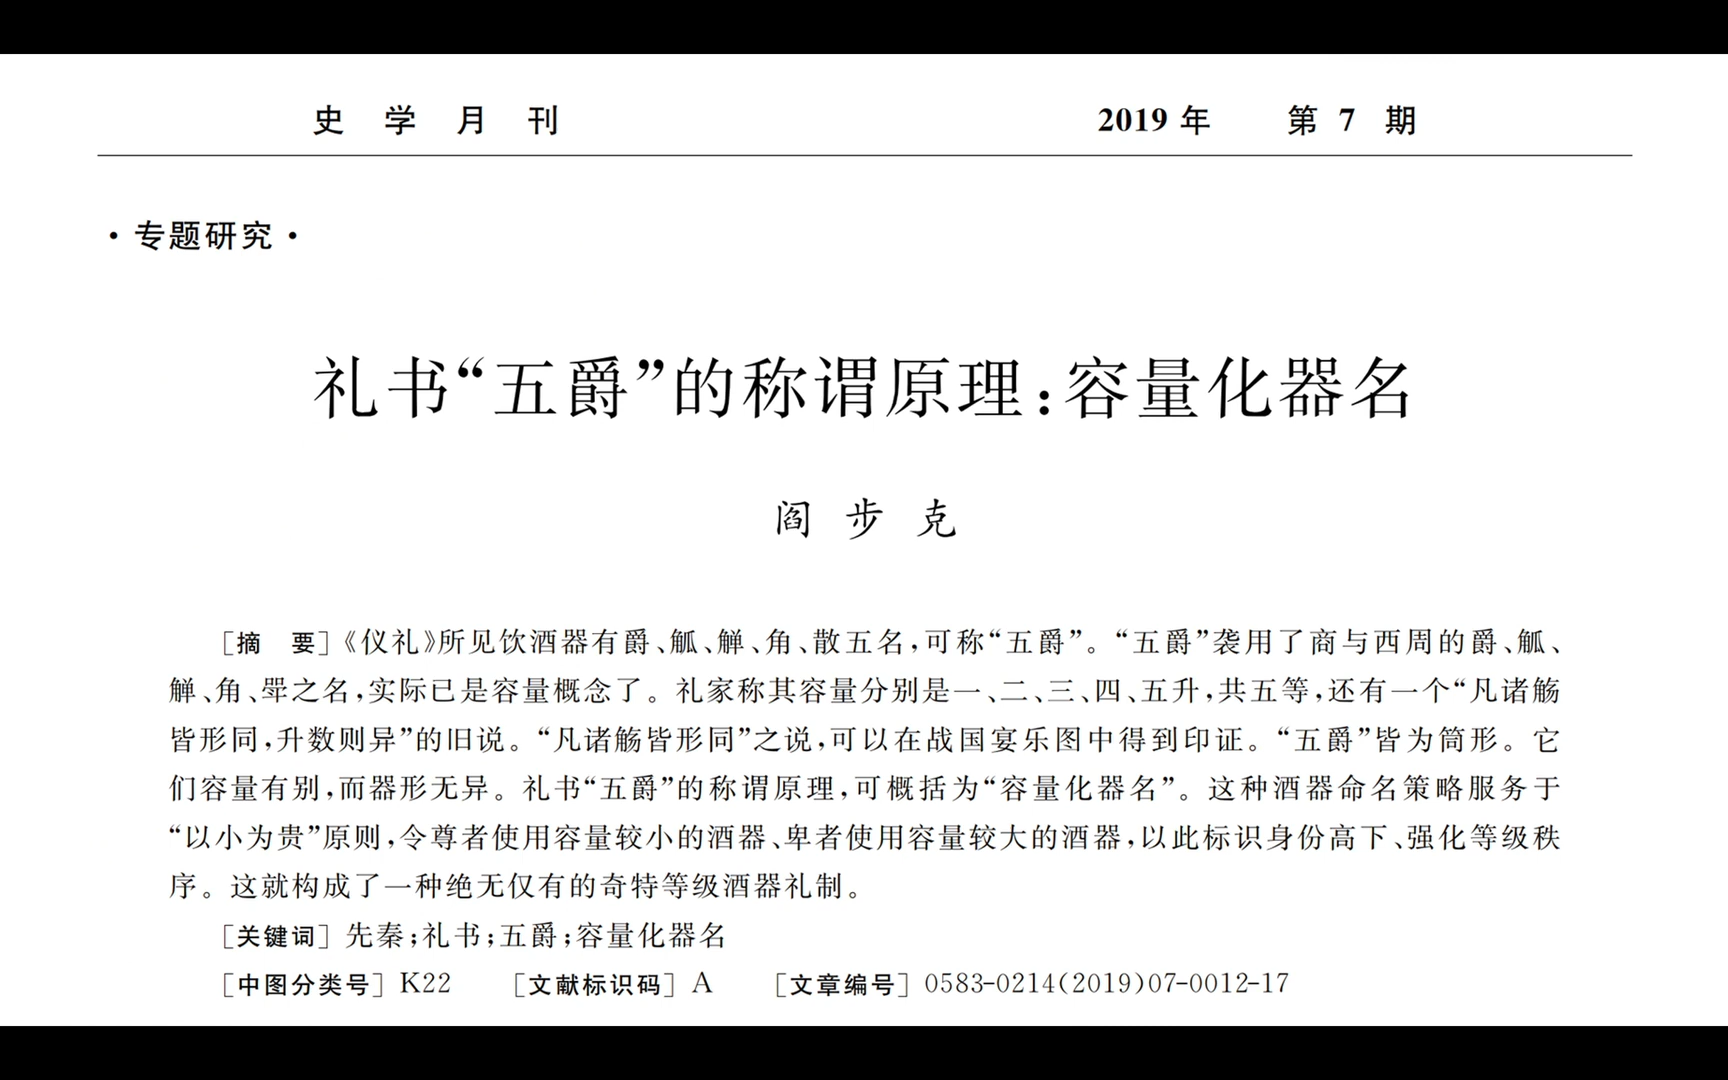 史学月刊 2019年 第7期
·专题研究·
礼书“五爵”的称谓原理:容量化器名
阎步克
[摘 要]《仪礼》所见饮酒器有爵、觚、觯、角、散五名,可称“五爵”。“五爵”袭用了商与西周的爵、觚、
觯、角、斝之名,实际已是容量概念了。礼家称其容量分别是一、二、三、四、五升,共五等,还有一个“凡诸觞
皆形同,升数则异”的旧说。“凡诸觞皆形同”之说,可以在战国宴乐图中得到印证。“五爵”皆为筒形。它
们容量有别,而器形无异。礼书“五爵”的称谓原理,可概括为“容量化器名”。这种酒器命名策略服务于
“以小为贵”原则,令尊者使用容量较小的酒器、卑者使用容量较大的酒器,以此标识身份高下、强化等级秩
序。这就构成了一种绝无仅有的奇特等级酒器礼制。
[关键词] 先秦;礼书;五爵;容量化器名
[中图分类号] K22 [文献标识码] A [文章编号] 0583-0214(2019)07-0012-17